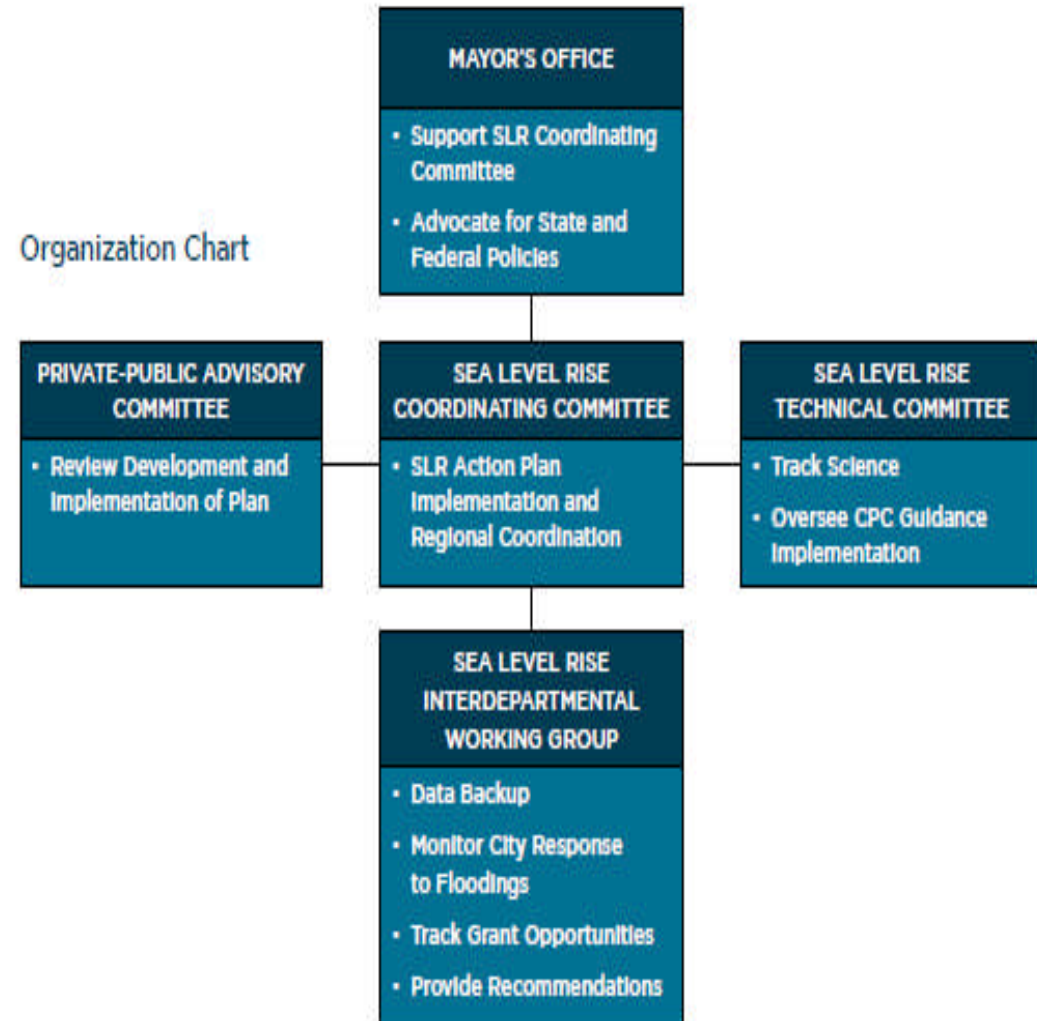 MAYOR'S OFFICE
• Support SLR Coordinating
Committee
• Advocate for State and
Federal Policies
Organization Chart
PRIVATE-PUBLIC ADVISORY
COMMITTEE
• Review Development and
Implementation of Plan
SEA LEVEL RISE
COORDINATING COMMITTEE
• SLR Action Plan
Implementation and
Regional Coordination
SEA LEVEL RISE
TECHNICAL COMMITTEE
• Track Science
• Oversee CPC Guidance
Implementation
SEA LEVEL RISE
INTERDEPARTMENTAL
WORKING GROUP
• Data Backup
• Monitor City Response
to Floodings
• Track Grant Opportunities
• Provide Recommendations